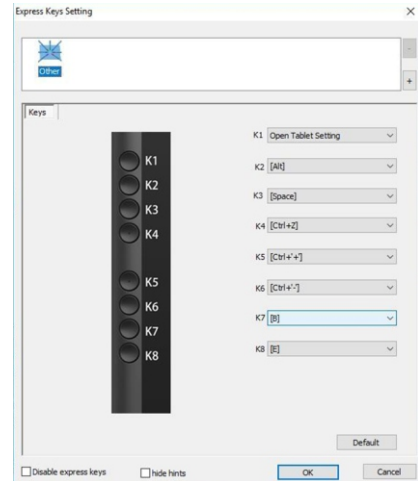 Express Keys Setting
-
Other
+
Keys
K1
K2
K3
K4
K5
K6
K7
K8
K1 Open Tablet Setting
K2 [Alt]
K3 [Space]
K4 [Ctrl+Z]
K5 [Ctrl+'+']
K6 [Ctrl+'-']
K7 [B]
K8 [E]
Default
Disable express keys
hide hints
OK
Cancel